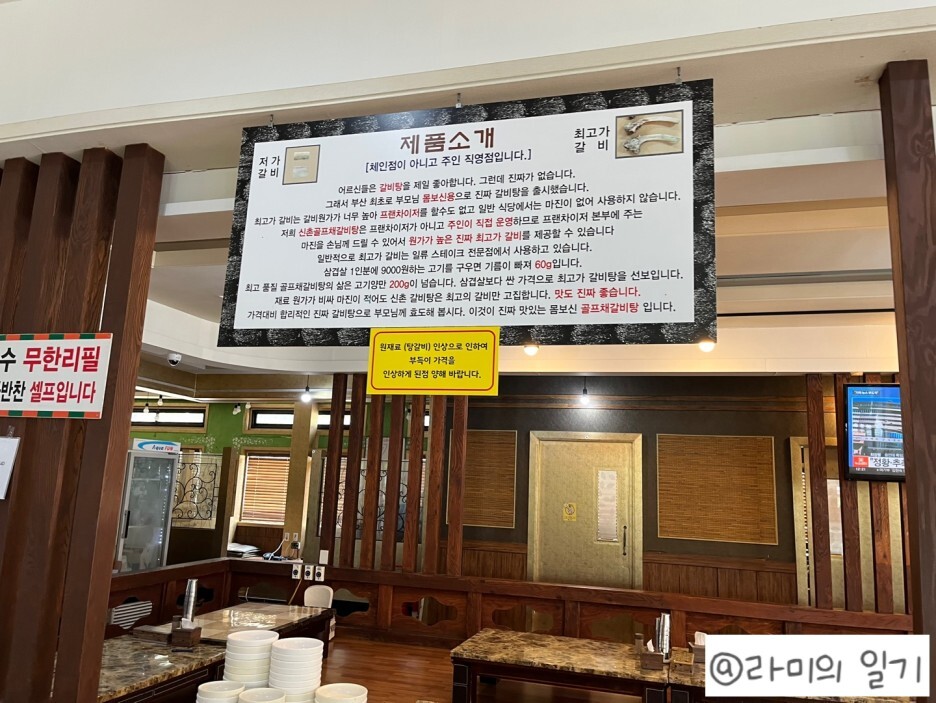 제품소개
[체인점이 아니고 주인 직영점입니다.]
저 가
갈 비
최고가
갈 비
어르신들은 갈비탕을 제일 좋아합니다. 그런데 진짜가 없습니다.
그래서 부산 최초로 부모님 몸보신용으로 진짜 갈비탕을 출시했습니다.
최고가 갈비는 갈비원가가 너무 높아 프랜차이저를 할수도 없고 일반 식당에서는 마진이 없어 사용하지 않습니다.
저희 신촌골프채갈비탕은 프랜차이저가 아니고 주인이 직접 운영하므로 프랜차이저 본부에 주는
마진을 손님께 드릴 수 있어서 원가가 높은 진짜 최고가 갈비를 제공할 수 있습니다
일반적으로 최고가 갈비는 일류 스테이크 전문점에서 사용하고 있습니다.
삼겹살 1인분에 9000원하는 고기를 구우면 기름이 빠져 60g입니다.
최고 품질 골프채갈비탕의 삶은 고기양만 200g이 넘습니다. 삼겹살보다 싼 가격으로 최고가 갈비탕을 선보입니다.
재료 원가가 비싸 마진이 적어도 신촌 갈비탕은 최고의 갈비만 고집합니다. 맛도 진짜 좋습니다.
가격대비 합리적인 진짜 갈비탕으로 부모님께 효도해 봅시다. 이것이 진짜 맛있는 몸보신 골프채갈비탕 입니다.
원재료 (탕갈비) 인상으로 인하여
부득이 가격을
인상하게 된점 양해 바랍니다.
수 무한리필
반찬 셀프입니다
"정황·추
@라미의 일기